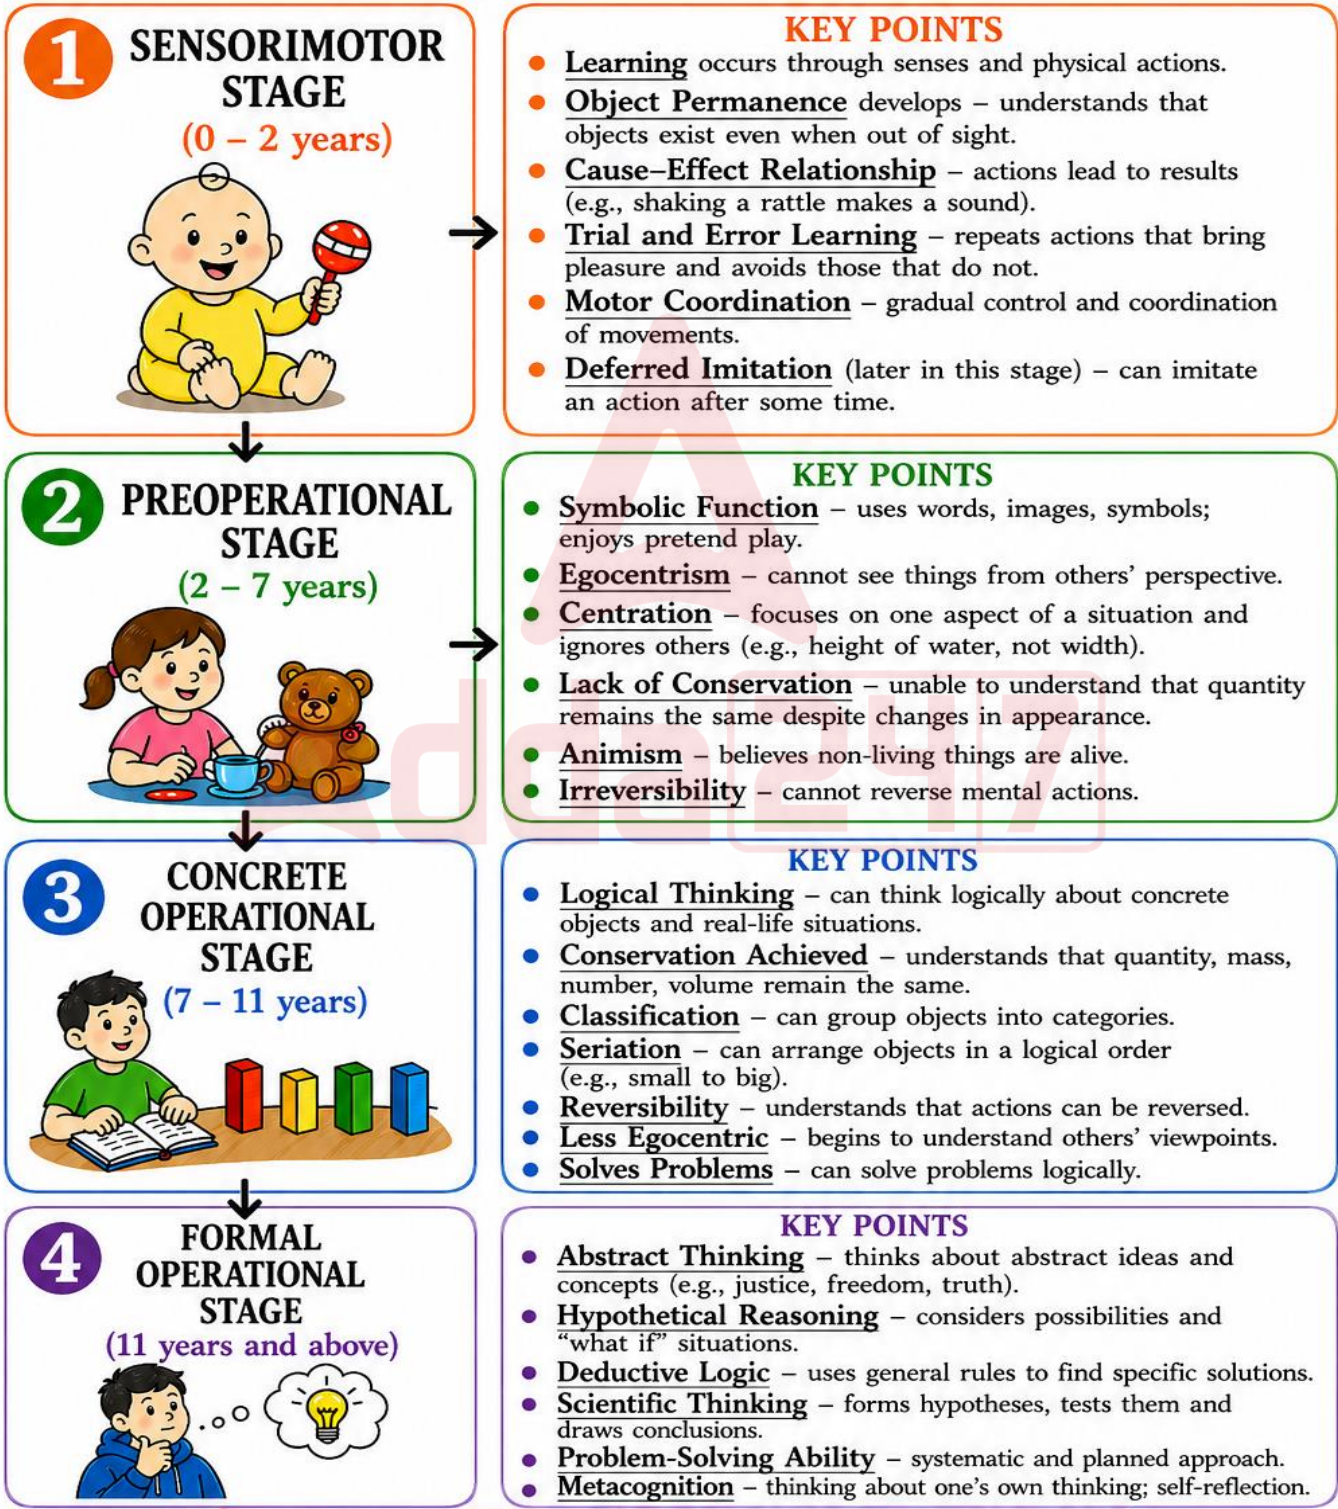 1
SENSORIMOTOR
STAGE
(0 – 2 years)
KEY POINTS
• Learning occurs through senses and physical actions.
• Object Permanence develops – understands that
objects exist even when out of sight.
• Cause–Effect Relationship – actions lead to results
(e.g., shaking a rattle makes a sound).
• Trial and Error Learning – repeats actions that bring
pleasure and avoids those that do not.
• Motor Coordination – gradual control and coordination
of movements.
• Deferred Imitation (later in this stage) – can imitate
an action after some time.
2
PREOPERATIONAL
STAGE
(2 – 7 years)
KEY POINTS
• Symbolic Function – uses words, images, symbols;
enjoys pretend play.
• Egocentrism – cannot see things from others’ perspective.
• Centration – focuses on one aspect of a situation and
ignores others (e.g., height of water, not width).
• Lack of Conservation – unable to understand that quantity
remains the same despite changes in appearance.
• Animism – believes non-living things are alive.
• Irreversibility – cannot reverse mental actions.
3
CONCRETE
OPERATIONAL
STAGE
(7 – 11 years)
KEY POINTS
• Logical Thinking – can think logically about concrete
objects and real-life situations.
• Conservation Achieved – understands that quantity, mass,
number, volume remain the same.
• Classification – can group objects into categories.
• Seriation – can arrange objects in a logical order
(e.g., small to big).
• Reversibility – understands that actions can be reversed.
• Less Egocentric – begins to understand others’ viewpoints.
• Solves Problems – can solve problems logically.
4
FORMAL
OPERATIONAL
STAGE
(11 years and above)
KEY POINTS
• Abstract Thinking – thinks about abstract ideas and
concepts (e.g., justice, freedom, truth).
• Hypothetical Reasoning – considers possibilities and
“what if” situations.
• Deductive Logic – uses general rules to find specific solutions.
• Scientific Thinking – forms hypotheses, tests them and
draws conclusions.
• Problem-Solving Ability – systematic and planned approach.
• Metacognition – thinking about one’s own thinking; self-reflection.
Adda247